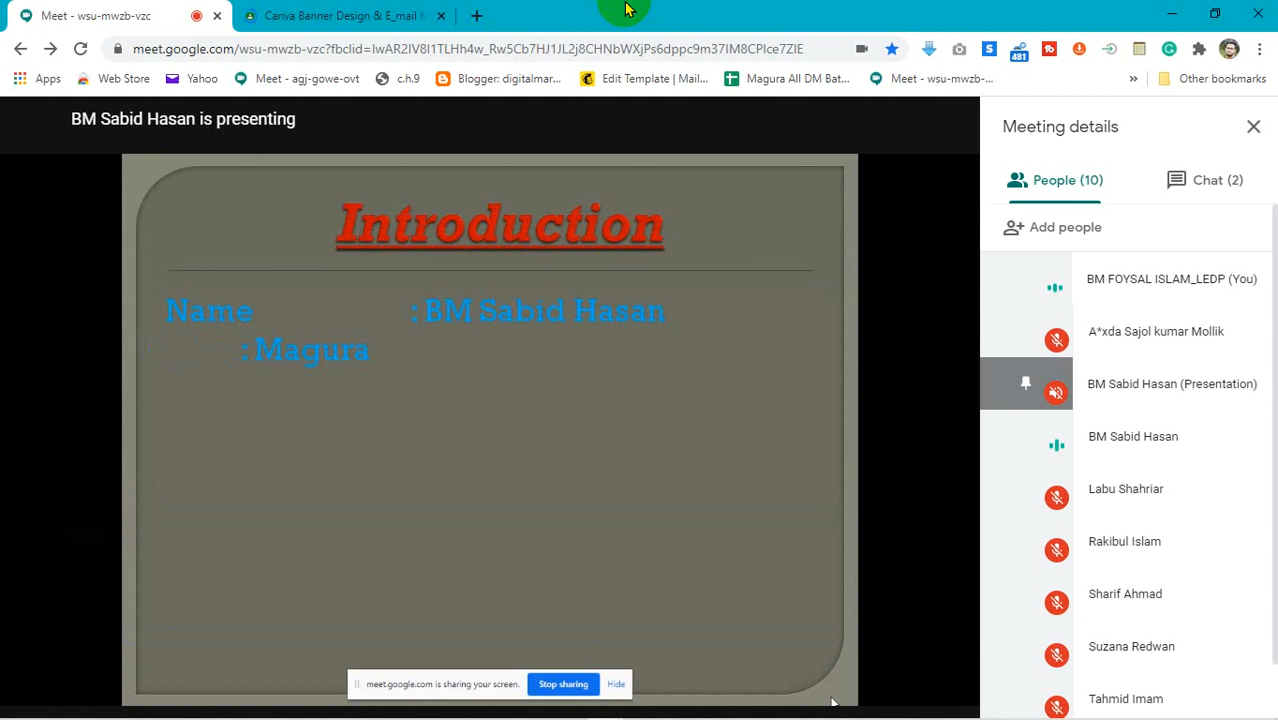 Meet - wsu-mwzb-vzc
Canva Banner Design & E_mail M
meet.google.com/wsu-mwzb-vzc?fbclid=IwAR2IV8I1TLHh4w_Rw5Cb7HJ1JL2j8CHNbWXjPs6dppc9m37IM8CPIce7ZIE
481
Apps Web Store Yahoo Meet - agj-gowe-ovt c.h.9 Blogger: digitalmar... Edit Template | Mail... Magura All DM Bat... Meet - wsu-mwzb-... » Other bookmarks
BM Sabid Hasan is presenting
Introduction
Name : BM Sabid Hasan
: Magura
meet.google.com is sharing your screen. Stop sharing Hide
Meeting details
People (10) Chat (2)
Add people
BM FOYSAL ISLAM_LEDP (You)
A*xda Sajol kumar Mollik
BM Sabid Hasan (Presentation)
BM Sabid Hasan
Labu Shahriar
Rakibul Islam
Sharif Ahmad
Suzana Redwan
Tahmid Imam